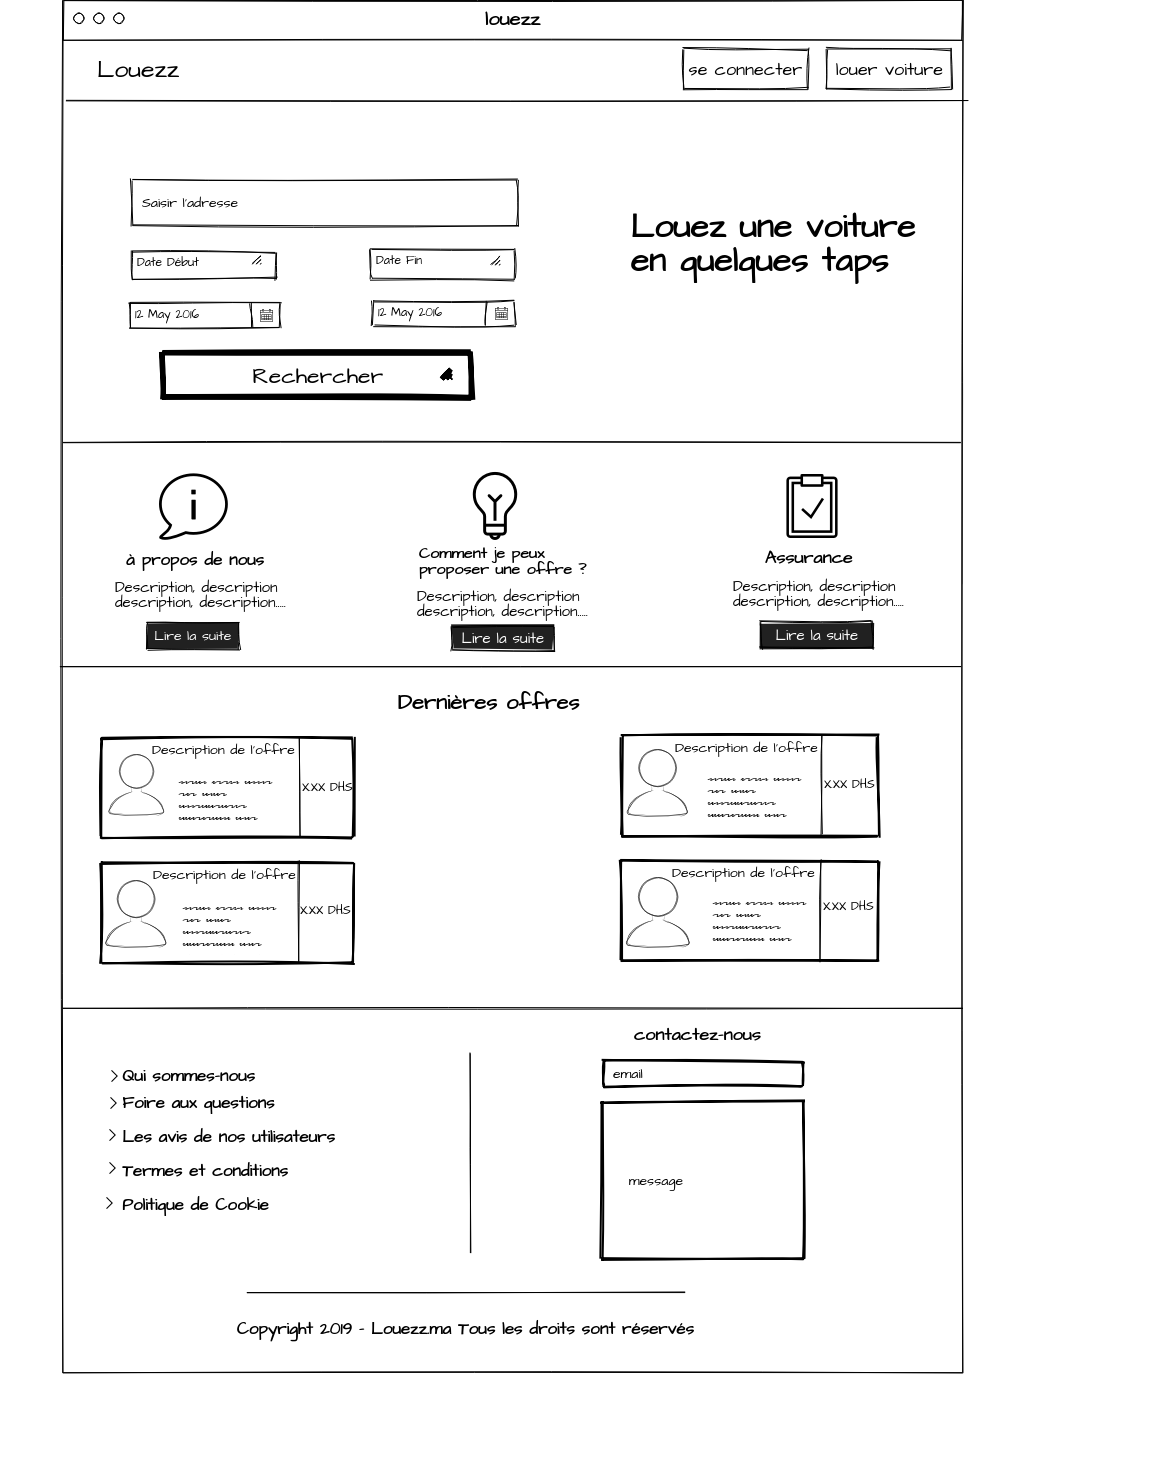 louezz
Louezz
se connecter
louer voiture
Saisir l'adresse
Date Début
Date Fin
12 May 2016
12 May 2016
Rechercher
Louez une voiture
en quelques taps
à propos de nous
Description, description
description, description.....
Lire la suite
Comment je peux
proposer une offre ?
Description, description
description, description.....
Lire la suite
Assurance
Description, description
description, description.....
Lire la suite
Dernières offres
Description de l'offre
XXX DHS
Description de l'offre
XXX DHS
Description de l'offre
XXX DHS
Description de l'offre
XXX DHS
Qui sommes-nous
Foire aux questions
Les avis de nos utilisateurs
Termes et conditions
Politique de Cookie
contactez-nous
email
message
Copyright 2019 - Louezz.ma Tous les droits sont réservés